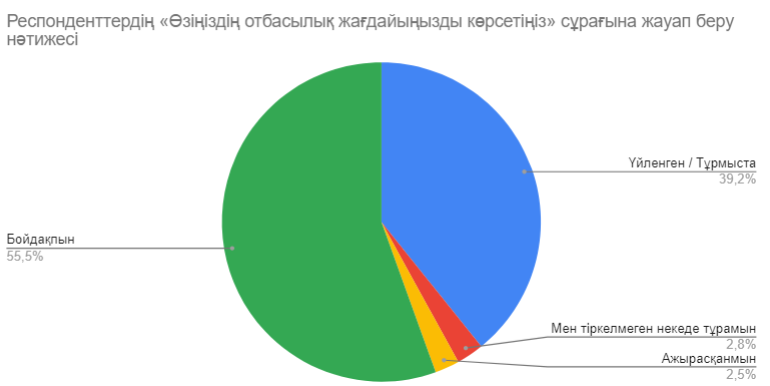 Респонденттердің «Өзіңіздің отбасылық жағдайыңызды көрсетіңіз» сұрағына жауап беру
нәтижесі
Үйленген / Тұрмыста
39,2%
Бойдақпын
55,5%
Мен тіркелмеген некеде тұрамын
2,8%
Ажырасқанмын
2,5%